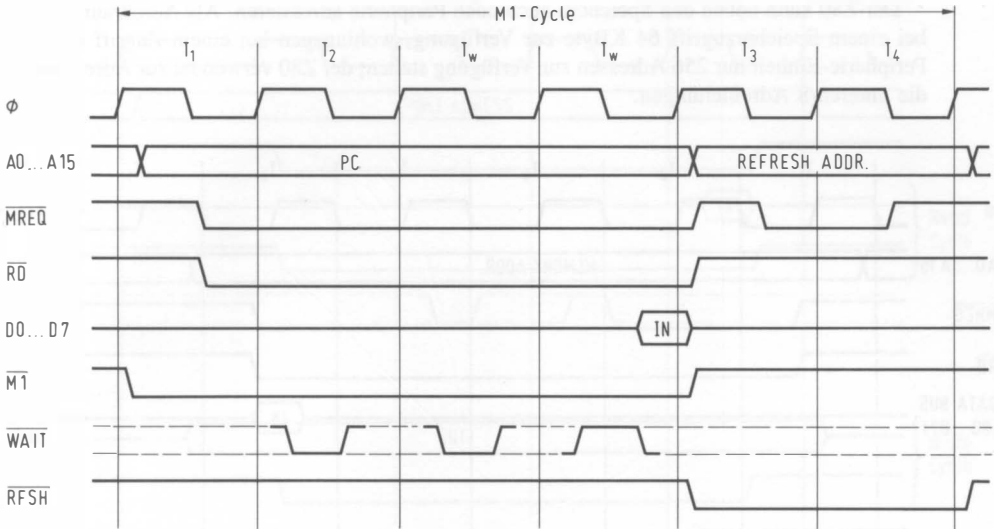 M1-Cycle
T1 T2 Tw Tw T3 T4
ϕ
A0...A15 PC REFRESH ADDR.
MREQ
RD
D0...D7 IN
M1
WAIT
RFSH